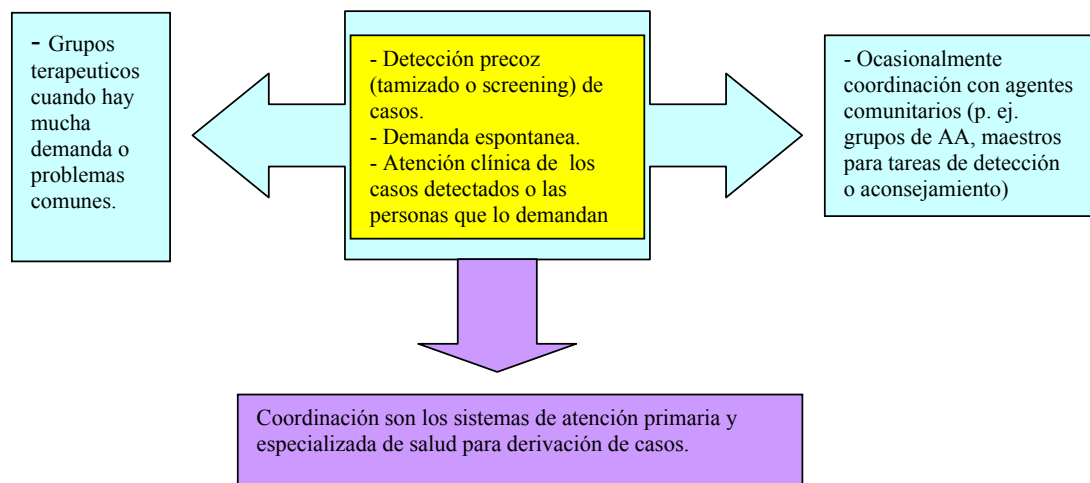 - Grupos
terapeuticos
cuando hay
mucha
demanda o
problemas
comunes.
- Detección precoz
(tamizado o screening) de
casos.
- Demanda espontanea.
- Atención clínica de los
casos detectados o las
personas que lo demandan
- Ocasionalmente
coordinación con agentes
comunitarios (p. ej.
grupos de AA, maestros
para tareas de detección
o aconsejamiento)
Coordinación son los sistemas de atención primaria y
especializada de salud para derivación de casos.